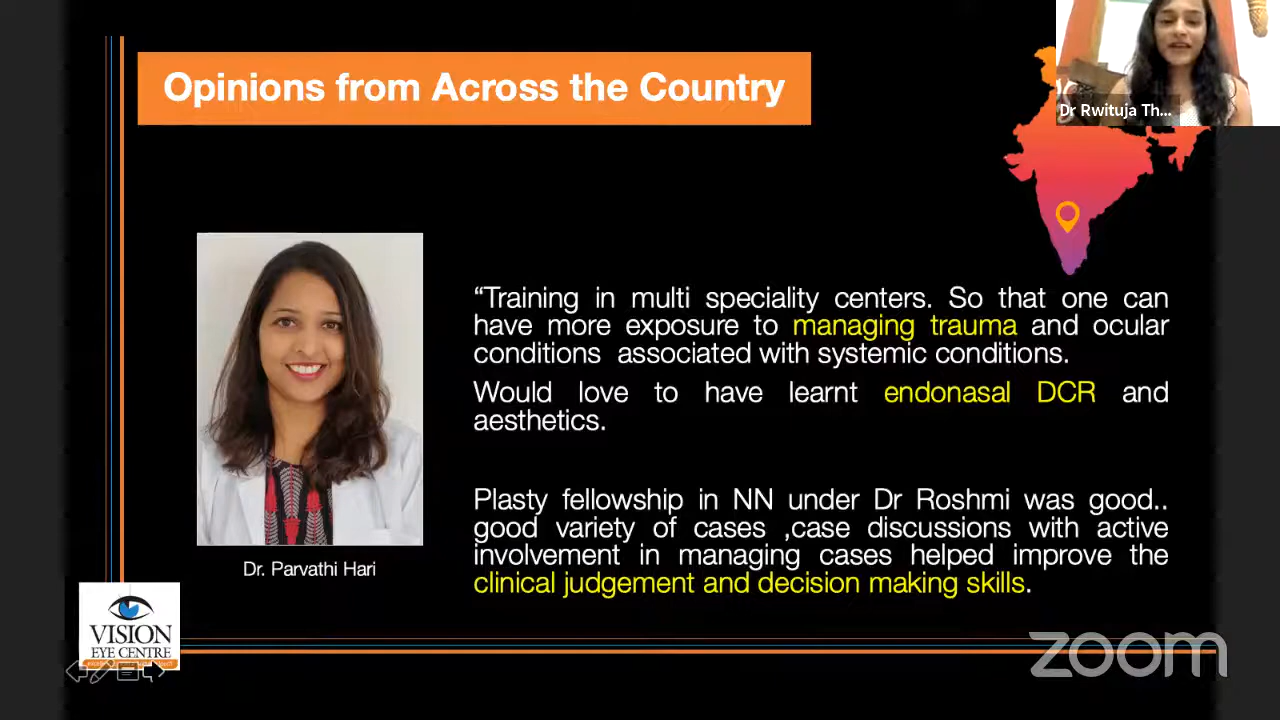 Opinions from Across the Country
Dr Rwituja Th...
“Training in multi speciality centers. So that one can
have more exposure to managing trauma and ocular
conditions associated with systemic conditions.
Would love to have learnt endonasal DCR and
aesthetics.
Plasty fellowship in NN under Dr Roshmi was good..
good variety of cases ,case discussions with active
involvement in managing cases helped improve the
clinical judgement and decision making skills.
Dr. Parvathi Hari
VISION
EYE CENTRE
zoom